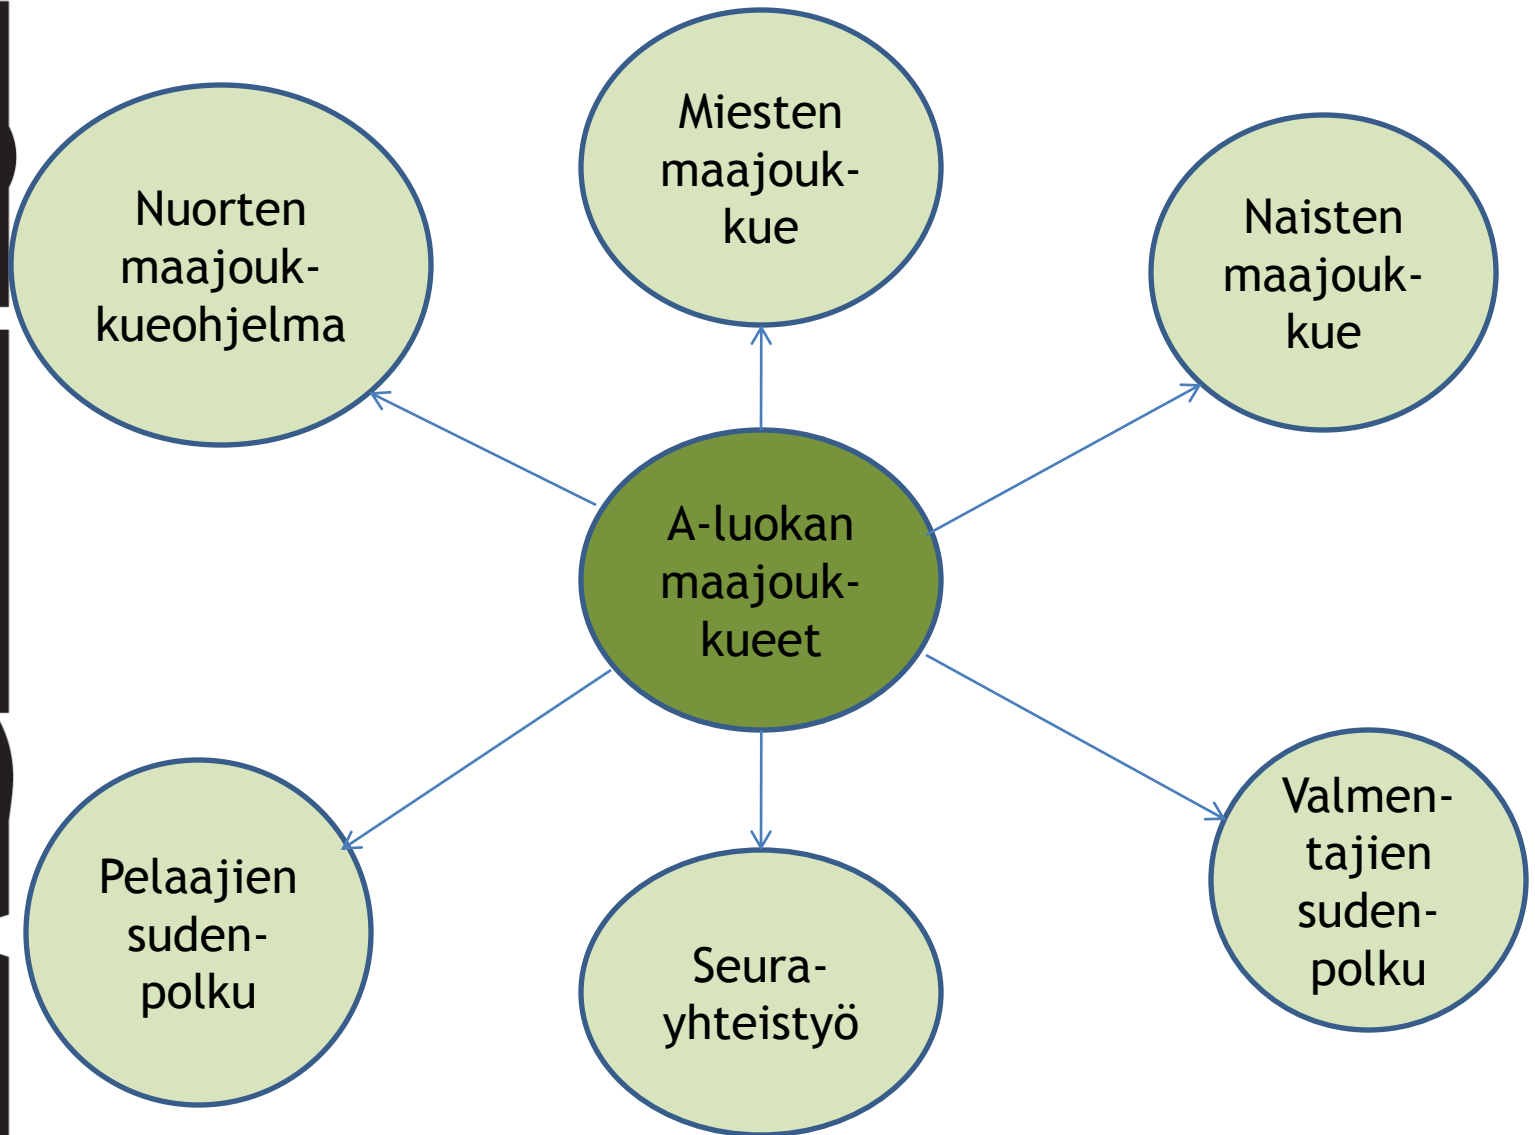 Nuorten
maajouk-
kueohjelma
Miesten
maajouk-
kue
Naisten
maajouk-
kue
A-luokan
maajouk-
kueet
Pelaajien
suden-
polku
Seura-
yhteistyö
Valmen-
tajien
suden-
polku